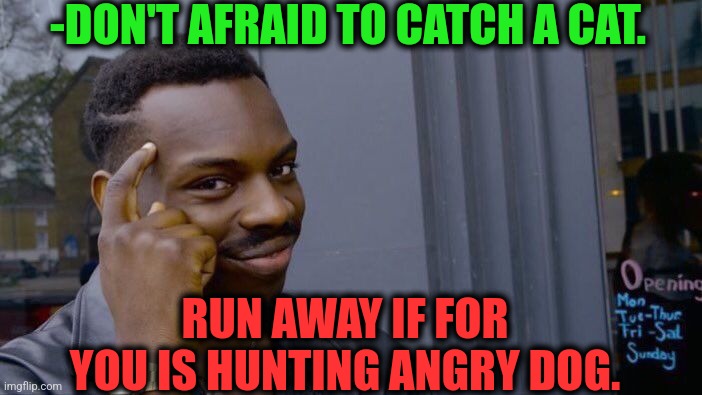 -DON'T AFRAID TO CATCH A CAT.
RUN AWAY IF FOR
YOU IS HUNTING ANGRY DOG.
Opening
Mon
Tue-Thur
Fri-Sat
Sunday
imgflip.com